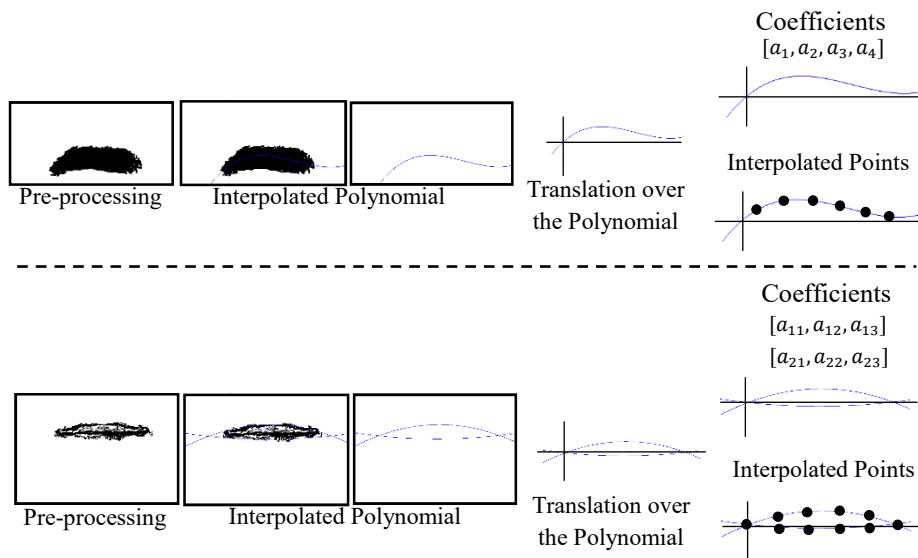 Coefficients
[a₁, a₂, a₃, a₄]
Interpolated Points
Pre-processing
Interpolated Polynomial
Translation over
the Polynomial
Coefficients
[a₁₁, a₁₂, a₁₃]
[a₂₁, a₂₂, a₂₃]
Interpolated Points
Pre-processing
Interpolated Polynomial
Translation over
the Polynomial